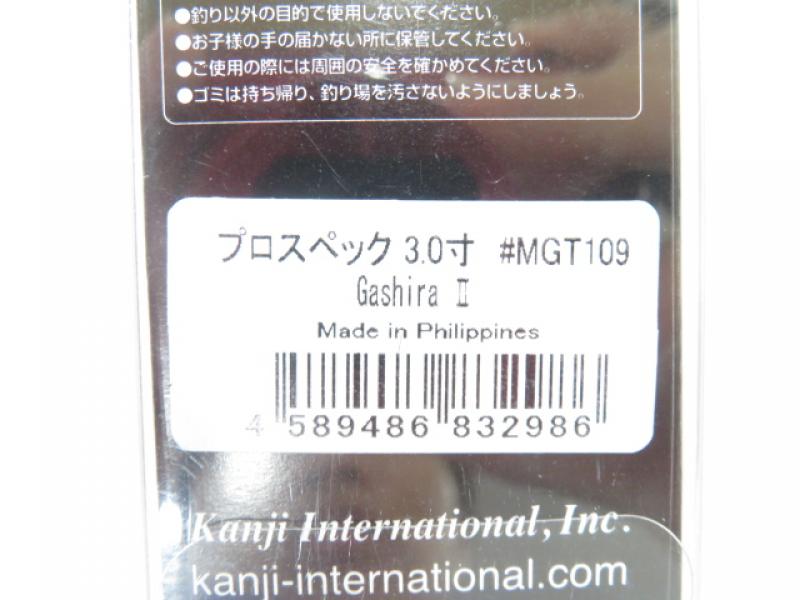 ●釣り以外の目的で使用しないでください。
●お子様の手の届かない所に保管してください。
●ご使用の際には周囲の安全を確かめてください。
●ゴミは持ち帰り、釣り場を汚さないようにしましょう。
プロスペック 3.0寸 #MGT109
Gashira Ⅱ
Made in Philippines
4 589486 832986
Kanji International, Inc.
kanji-international.com